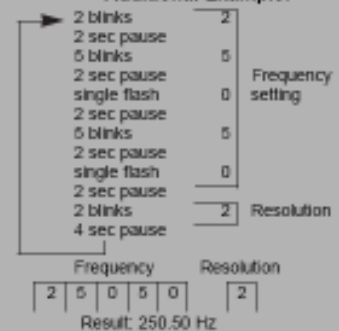 2 blinks 2
2 sec pause
5 blinks 5
2 sec pause
single flash 0
2 sec pause
5 blinks 5
2 sec pause
single flash 0
2 sec pause
2 blinks 2
4 sec pause
Frequency
setting
Resolution
Frequency Resolution
2 5 0 5 0 2
Result: 250.50 Hz